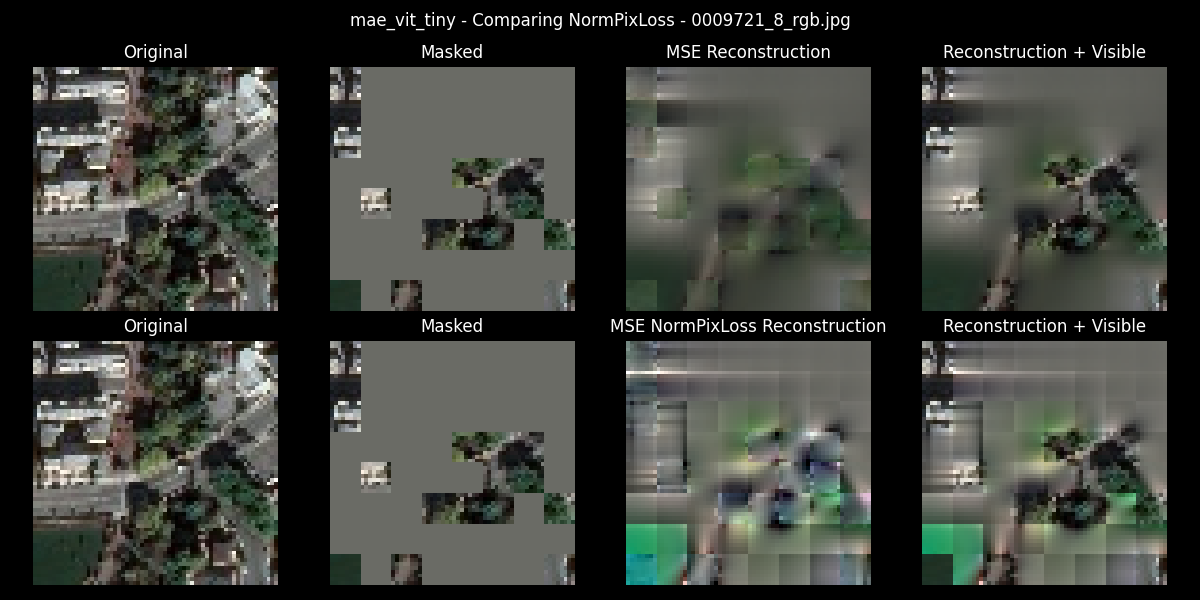 mae_vit_tiny - Comparing NormPixLoss - 0009721_8_rgb.jpg
Original
Masked
MSE Reconstruction
Reconstruction + Visible
Original
Masked
MSE NormPixLoss Reconstruction
Reconstruction + Visible